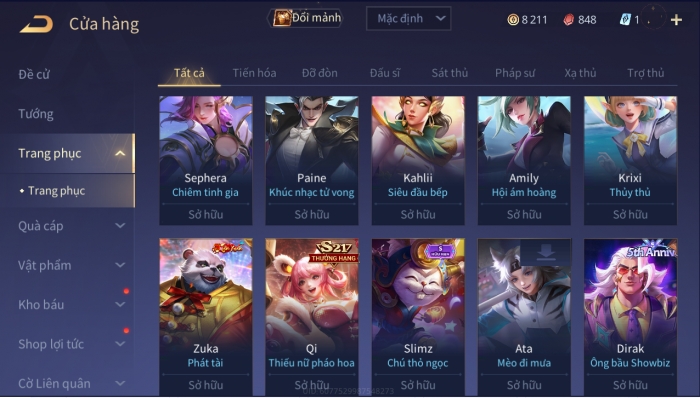 Cửa hàng
Đổi mảnh
Mặc định
8 211
848
1
Đề cử
Tướng
Trang phục
Trang phục
Quà cáp
Vật phẩm
Kho báu
Shop lợi tức
Cờ Liên quân
Tất cả
Tiến hóa
Đỡ đòn
Đấu sĩ
Sát thủ
Pháp sư
Xạ thủ
Trợ thủ
Sephera
Chiêm tinh gia
Sở hữu
Paine
Khúc nhạc tử vong
Sở hữu
Kahlii
Siêu đầu bếp
Sở hữu
Amily
Hội ám hoàng
Sở hữu
Krixi
Thủy thủ
Sở hữu
Zuka
Phát tài
Sở hữu
S21
THƯỞNG HẠNG
Qi
Thiếu nữ pháo hoa
Sở hữu
S
HỮU HẠN
Slimz
Chú thỏ ngọc
Sở hữu
Ata
Mèo đi mưa
Sở hữu
5th Anniv
Dirak
Ông bầu Showbiz
Sở hữu